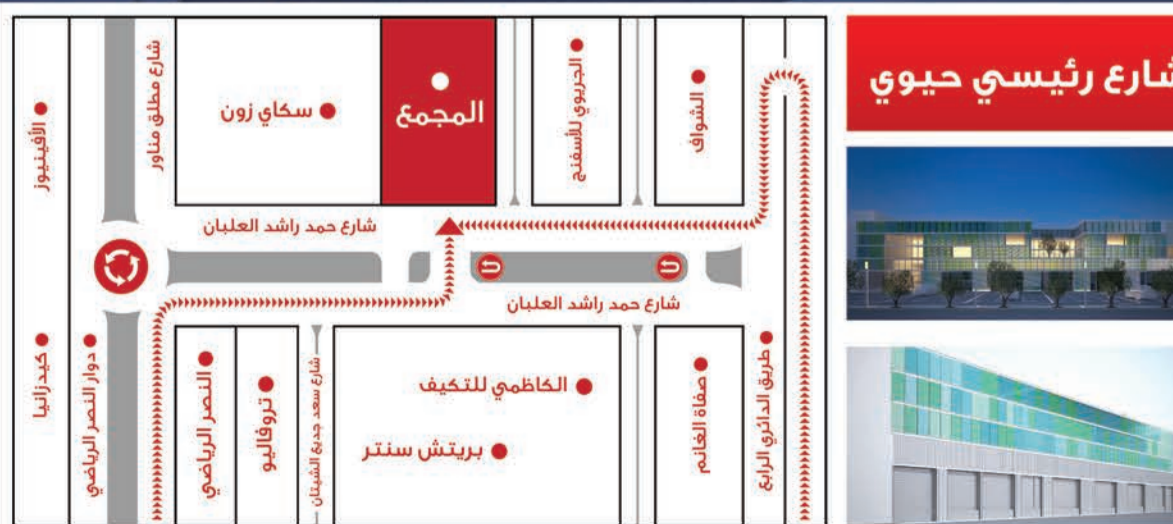 شارع رئيسي حيوي
الشواف
الجريوي للأسفنج
المجمع
سكاي زون
شارع مطلق مناور
الأفينيوز
شارع حمد راشد العلبان
شارع حمد راشد العلبان
طريق الدائري الرابع
صفاة الغانم
الكاظمي للتكيف
بريتش سنتر
شارع سعد جديع الشيتان
تروفاليو
النصر الرياضي
دوار النصر الرياضي
كيدزانيا